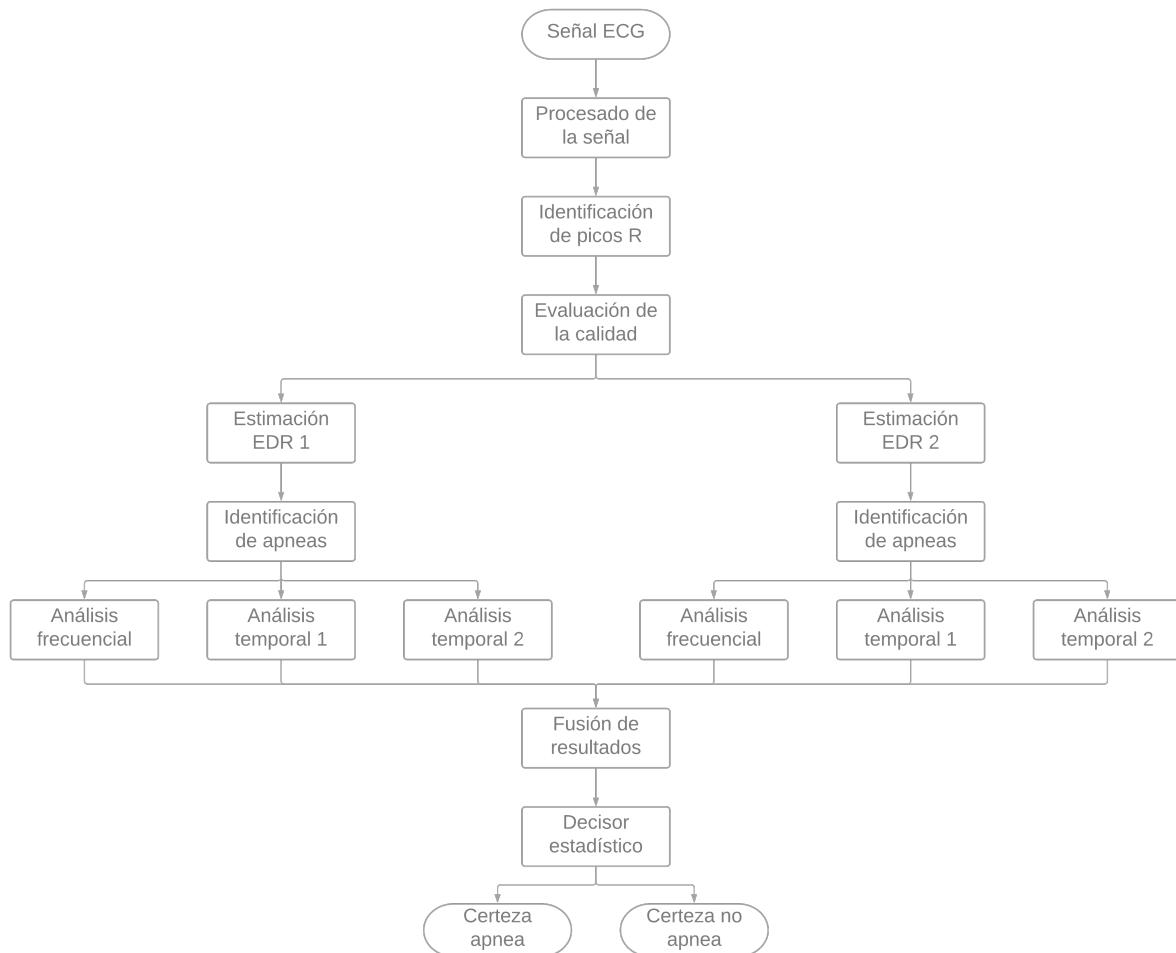 Señal ECG
Procesado de
la señal
Identificación
de picos R
Evaluación de
la calidad
Estimación
EDR 1
Estimación
EDR 2
Identificación
de apneas
Identificación
de apneas
Análisis
frecuencial
Análisis
temporal 1
Análisis
temporal 2
Análisis
frecuencial
Análisis
temporal 1
Análisis
temporal 2
Fusión de
resultados
Decisor
estadístico
Certeza
apnea
Certeza no
apnea